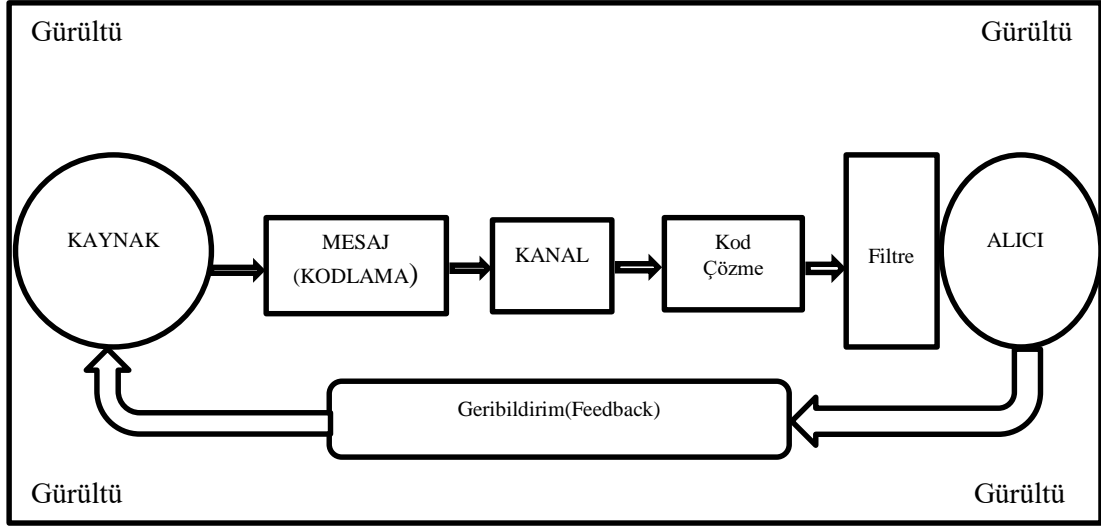 Gürültü
Gürültü
KAYNAK
MESAJ
(KODLAMA)
KANAL
Kod
Çözme
Filtre
ALICI
Geribildirim(Feedback)
Gürültü
Gürültü